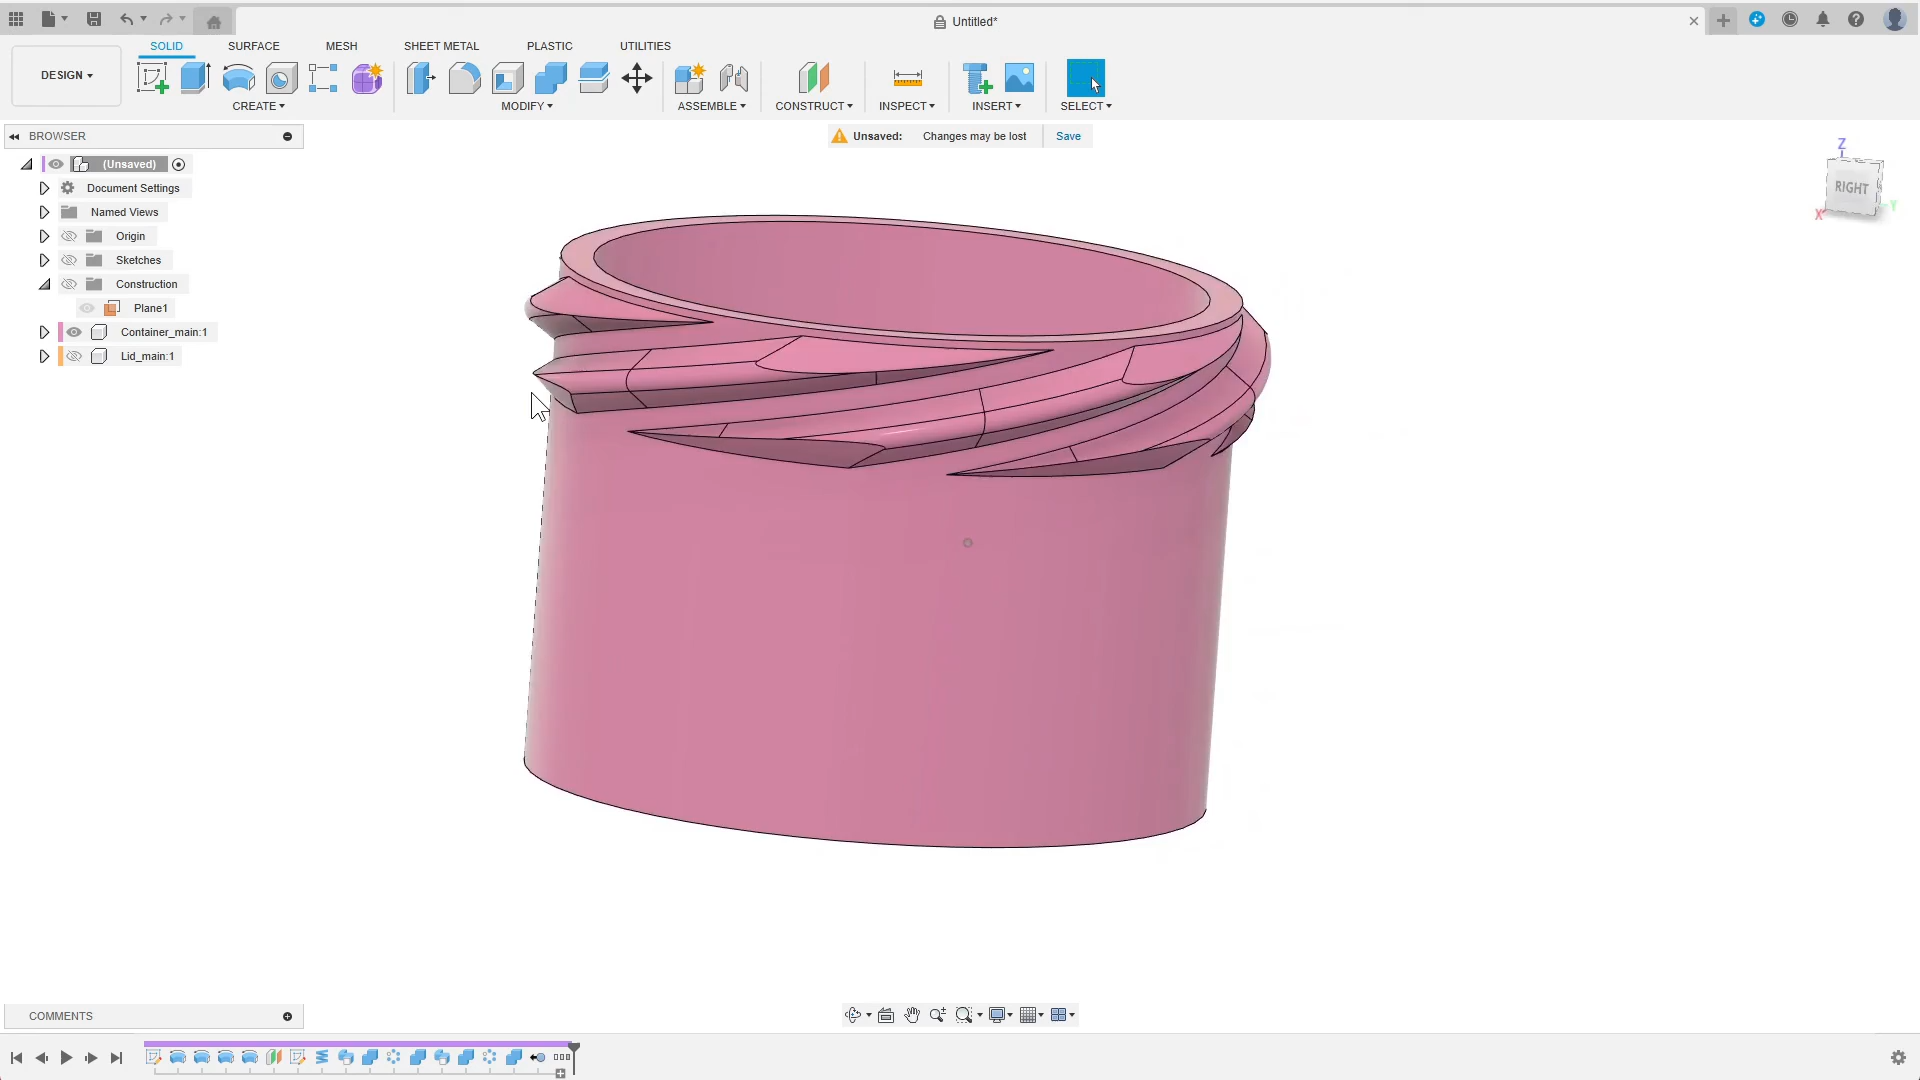 Untitled*
SOLID SURFACE MESH SHEET METAL PLASTIC UTILITIES
DESIGN
CREATE MODIFY ASSEMBLE CONSTRUCT INSPECT INSERT SELECT
BROWSER
Unsaved: Changes may be lost Save
(Unsaved)
Document Settings
Named Views
Origin
Sketches
Construction
Plane1
Container_main:1
Lid_main:1
Z
RIGHT
X
Y
COMMENTS